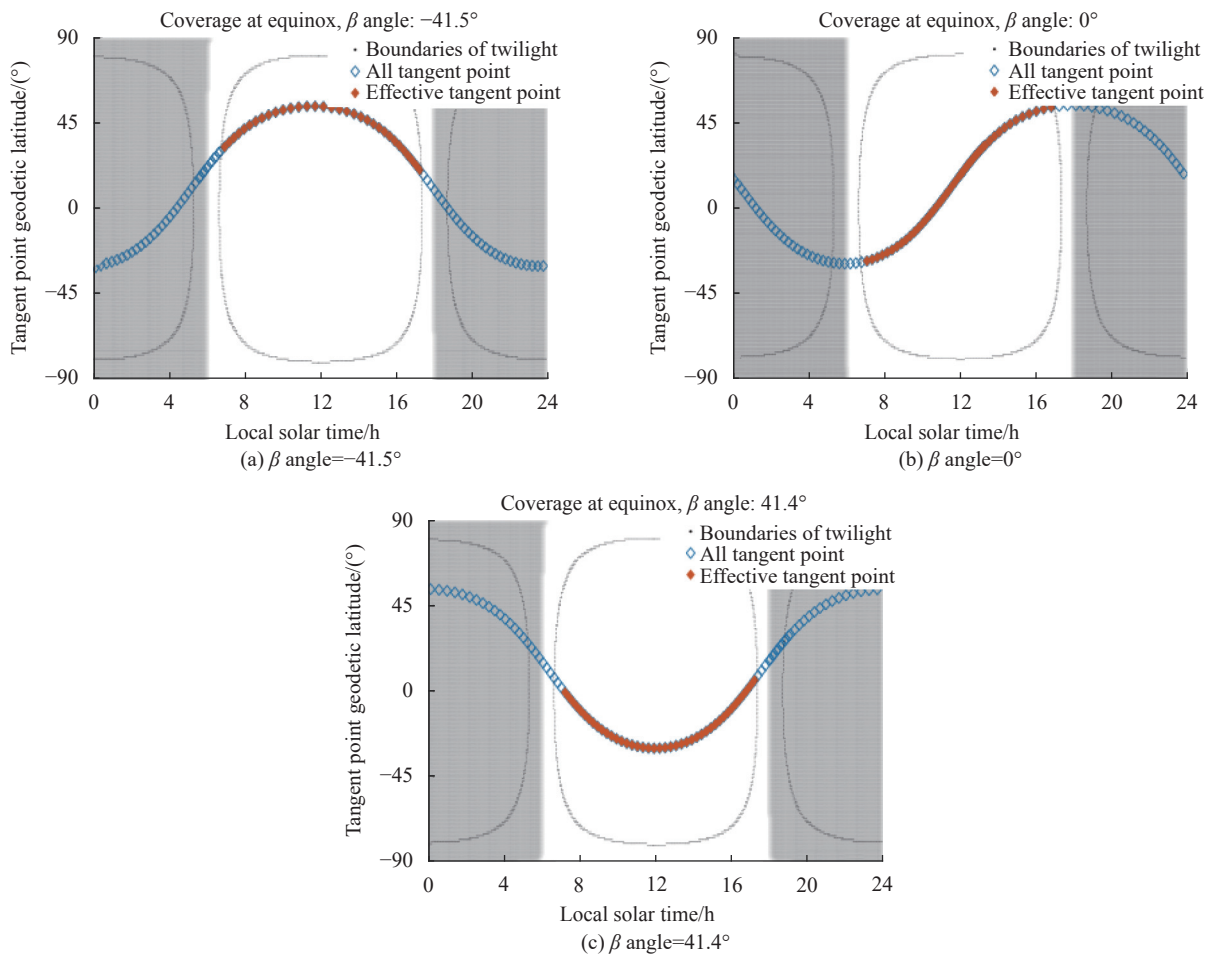 Coverage at equinox, β angle: −41.5°
90
45
0
−45
−90
Tangent point geodetic latitude/(°)
Boundaries of twilight
All tangent point
Effective tangent point
0 4 8 12 16 20 24
Local solar time/h
(a) β angle=−41.5°
Coverage at equinox, β angle: 0°
90
45
0
−45
−90
Tangent point geodetic latitude/(°)
Boundaries of twilight
All tangent point
Effective tangent point
0 4 8 12 16 20 24
Local solar time/h
(b) β angle=0°
Coverage at equinox, β angle: 41.4°
90
45
0
−45
−90
Tangent point geodetic latitude/(°)
Boundaries of twilight
All tangent point
Effective tangent point
0 4 8 12 16 20 24
Local solar time/h
(c) β angle=41.4°